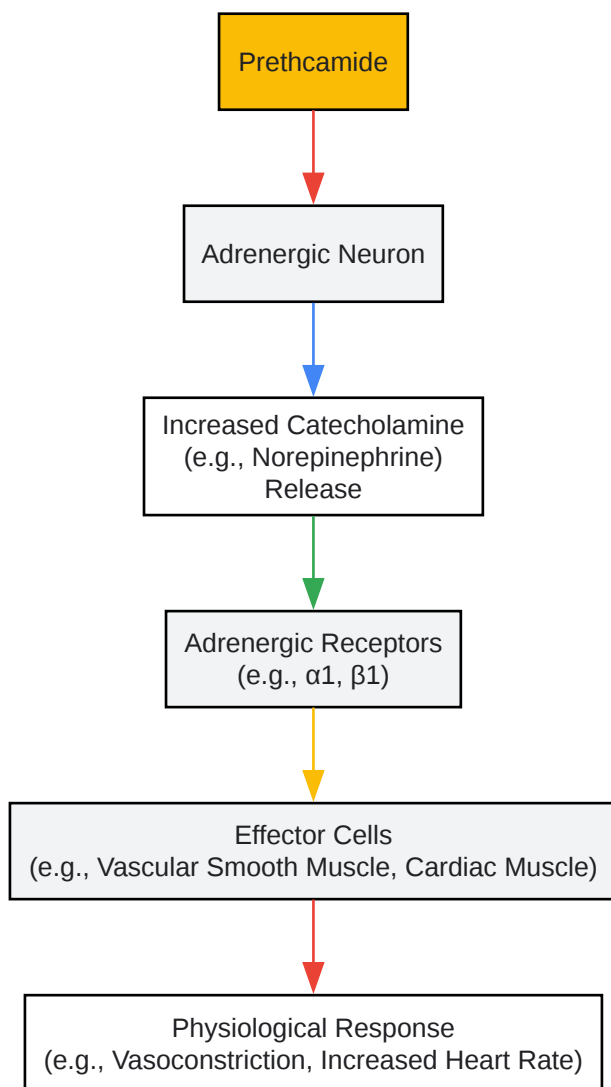 Prethcamide
Adrenergic Neuron
Increased Catecholamine
(e.g., Norepinephrine)
Release
Adrenergic Receptors
(e.g., α1, β1)
Effector Cells
(e.g., Vascular Smooth Muscle, Cardiac Muscle)
Physiological Response
(e.g., Vasoconstriction, Increased Heart Rate)